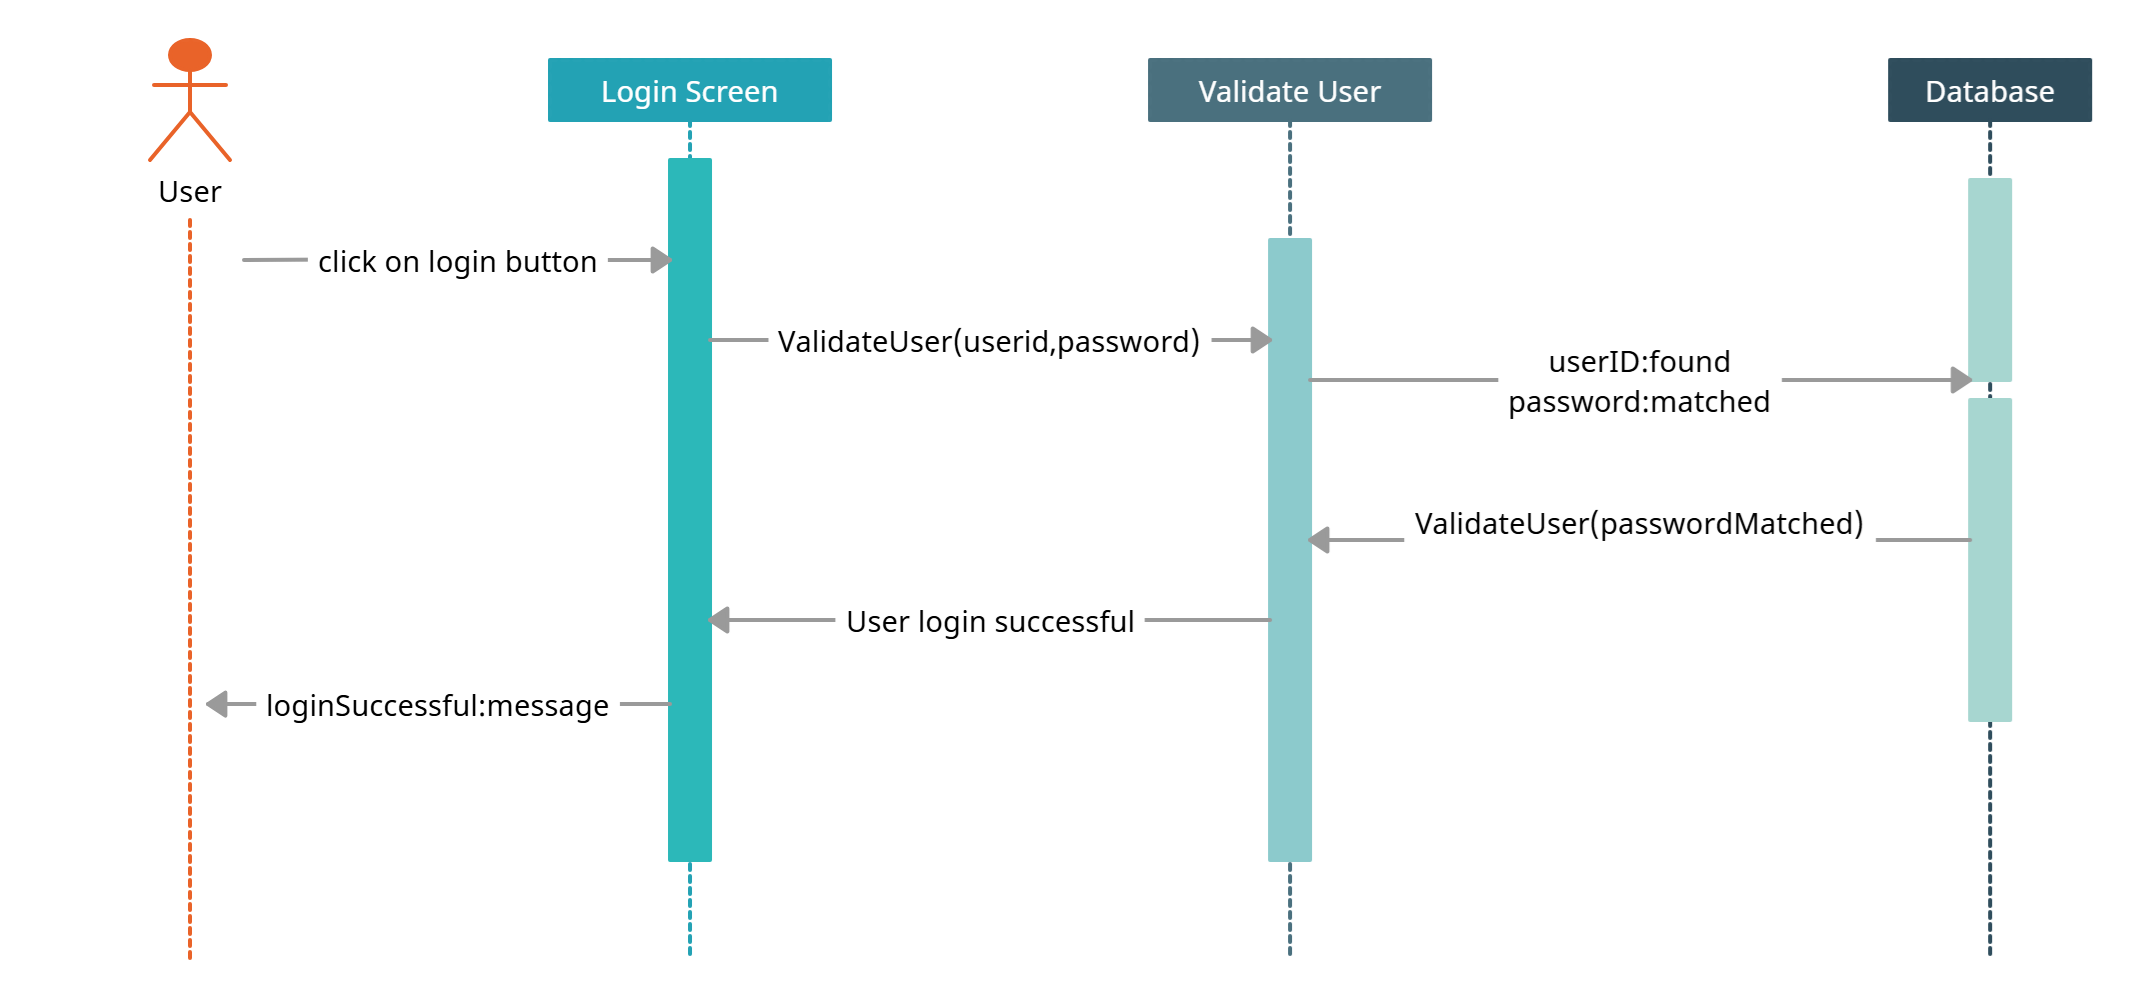 Login Screen
Validate User
Database
User
click on login button
ValidateUser(userid,password)
userID:found
password:matched
ValidateUser(passwordMatched)
User login successful
loginSuccessful:message